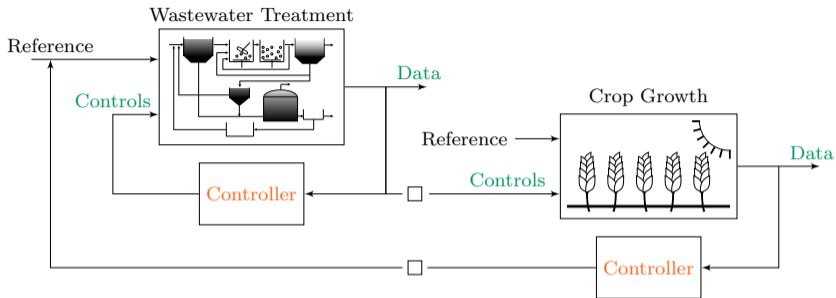 Wastewater Treatment
Reference
Data
Controls
Crop Growth
Reference
Data
Controls
Controller
Controller